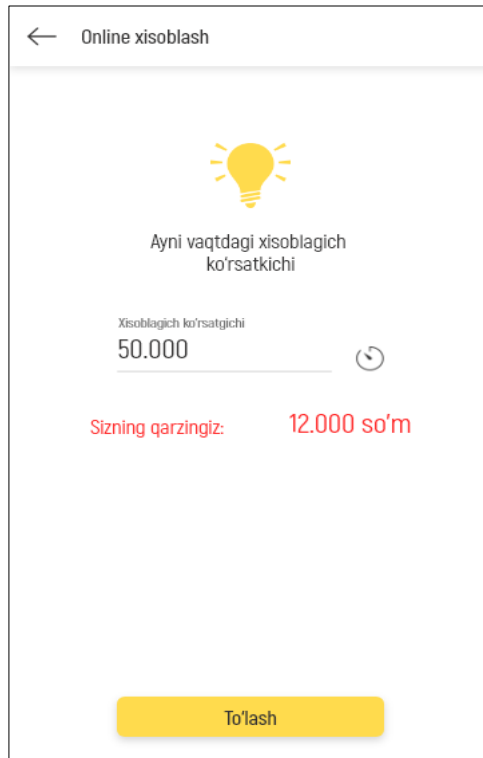 Online xisoblash
Ayni vaqtdagi xisoblagich
ko'rsatkichi
Xisoblagich ko'rsatgichi
50.000
Sizning qarzingiz: 12.000 so'm
To'lash